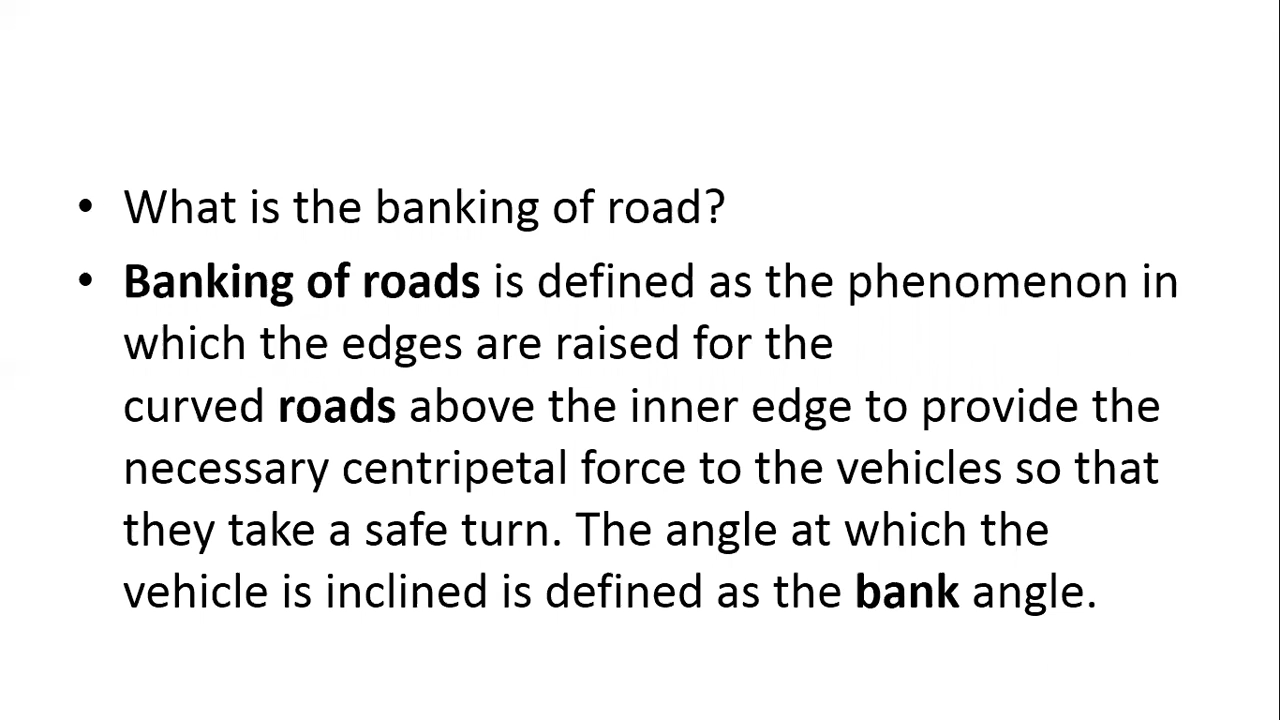 • What is the banking of road?
• Banking of roads is defined as the phenomenon in
which the edges are raised for the
curved roads above the inner edge to provide the
necessary centripetal force to the vehicles so that
they take a safe turn. The angle at which the
vehicle is inclined is defined as the bank angle.